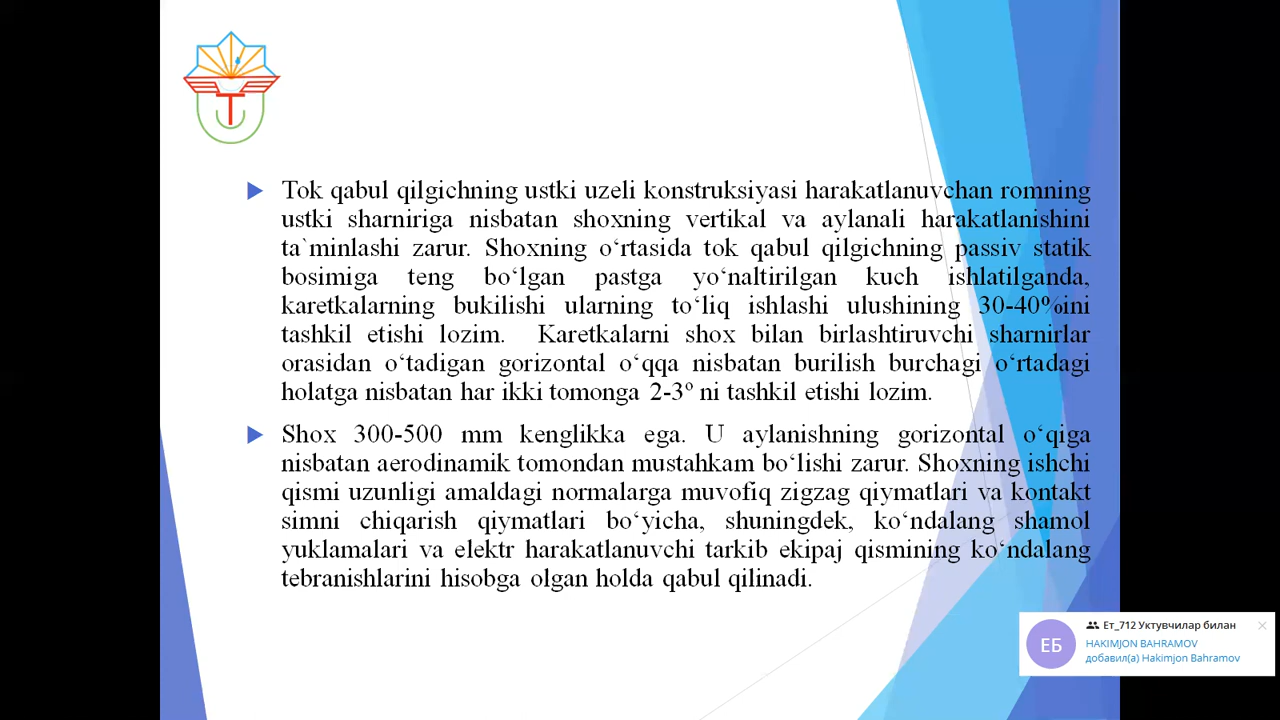 Tok qabul qilgichning ustki uzeli konstruksiyasi harakatlanuvchan romning
ustki sharniriga nisbatan shoxning vertikal va aylanali harakatlanishini
ta`minlashi zarur. Shoxning o‘rtasida tok qabul qilgichning passiv statik
bosimiga teng bo‘lgan pastga yo‘naltirilgan kuch ishlatilganda,
karetkalarning bukilishi ularning to‘liq ishlashi ulushining 30-40%ini
tashkil etishi lozim. Karetkalarni shox bilan birlashtiruvchi sharnirlar
orasidan o‘tadigan gorizontal o‘qqa nisbatan burilish burchagi o‘rtadagi
holatga nisbatan har ikki tomonga 2-3º ni tashkil etishi lozim.
Shox 300-500 mm kenglikka ega. U aylanishning gorizontal o‘qiga
nisbatan aerodinamik tomondan mustahkam bo‘lishi zarur. Shoxning ishchi
qismi uzunligi amaldagi normalarga muvofiq zigzag qiymatlari va kontakt
simni chiqarish qiymatlari bo‘yicha, shuningdek, ko‘ndalang shamol
yuklamalari va elektr harakatlanuvchi tarkib ekipaj qismining ko‘ndalang
tebranishlarini hisobga olgan holda qabul qilinadi.
Ет_712 Уктувчилар билан
ЕБ
HAKIMJON BAHRAMOV
добавил(а) Hakimjon Bahramov